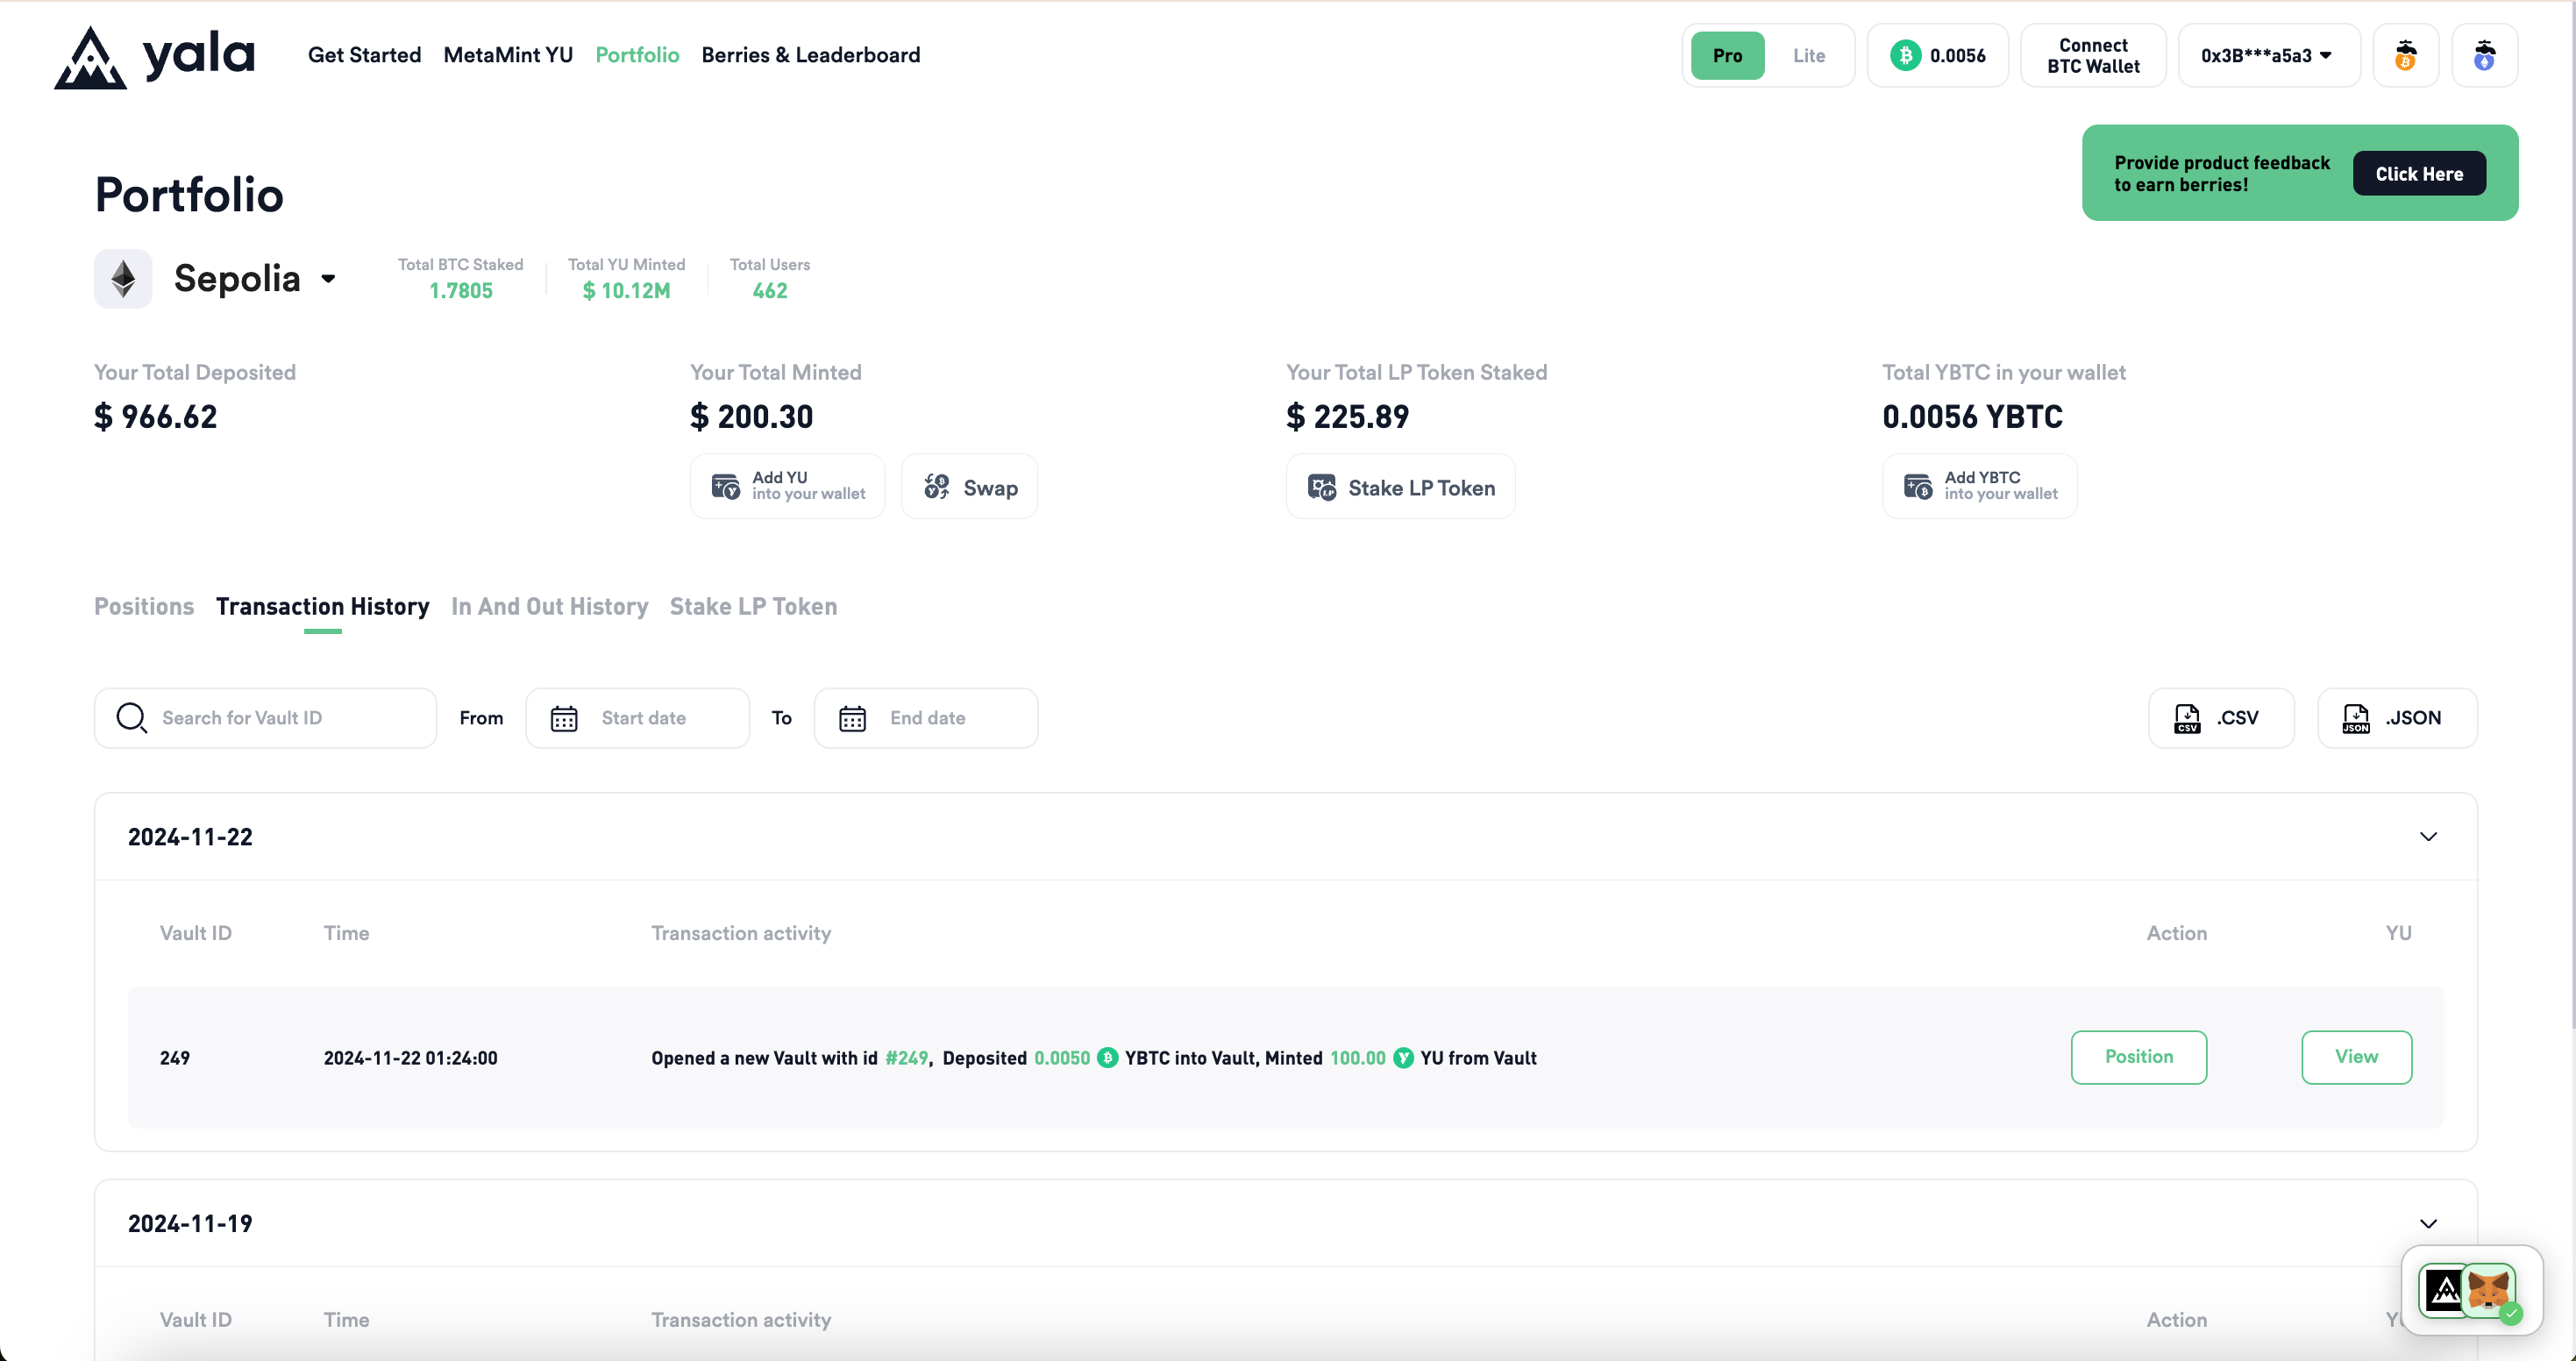 yala
Get Started MetaMint YU Portfolio Berries & Leaderboard
Pro Lite
0.0056
Connect
BTC Wallet
0x3B***a5a3
Provide product feedback
to earn berries!
Click Here
Portfolio
Sepolia
Total BTC Staked
1.7805
Total YU Minted
$ 10.12M
Total Users
462
Your Total Deposited
$ 966.62
Your Total Minted
$ 200.30
Add YU
into your wallet
Swap
Your Total LP Token Staked
$ 225.89
Stake LP Token
Total YBTC in your wallet
0.0056 YBTC
Add YBTC
into your wallet
Positions Transaction History In And Out History Stake LP Token
Search for Vault ID From Start date To End date
CSV .CSV
JSON .JSON
2024-11-22
Vault ID Time Transaction activity Action YU
249 2024-11-22 01:24:00 Opened a new Vault with id #249, Deposited 0.0050 YBTC into Vault, Minted 100.00 YU from Vault Position View
2024-11-19
Vault ID Time Transaction activity Action